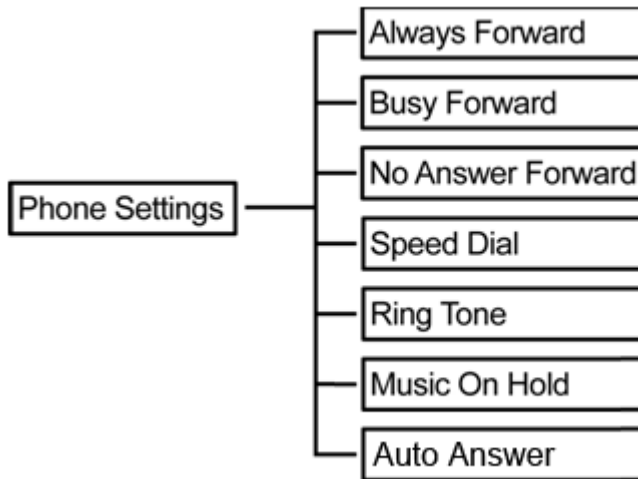 Phone Settings
Always Forward
Busy Forward
No Answer Forward
Speed Dial
Ring Tone
Music On Hold
Auto Answer